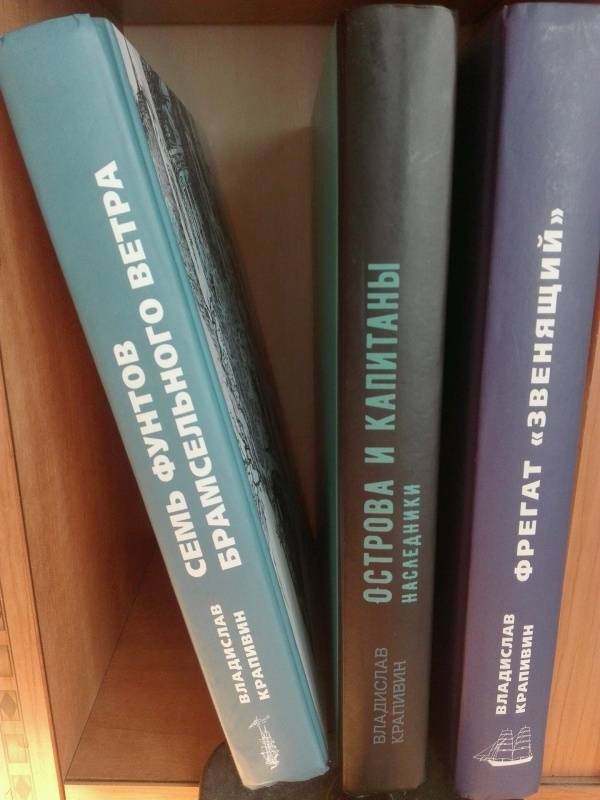 СЕМЬ ФУНТОВ
БРАМСЕЛЬНОГО ВЕТРА
ВЛАДИСЛАВ
КРАПИВИН
ОСТРОВА И КАПИТАНЫ
НАСЛЕДНИКИ
ВЛАДИСЛАВ
КРАПИВИН
ФРЕГАТ «ЗВЕНЯЩИЙ»
ВЛАДИСЛАВ
КРАПИВИН